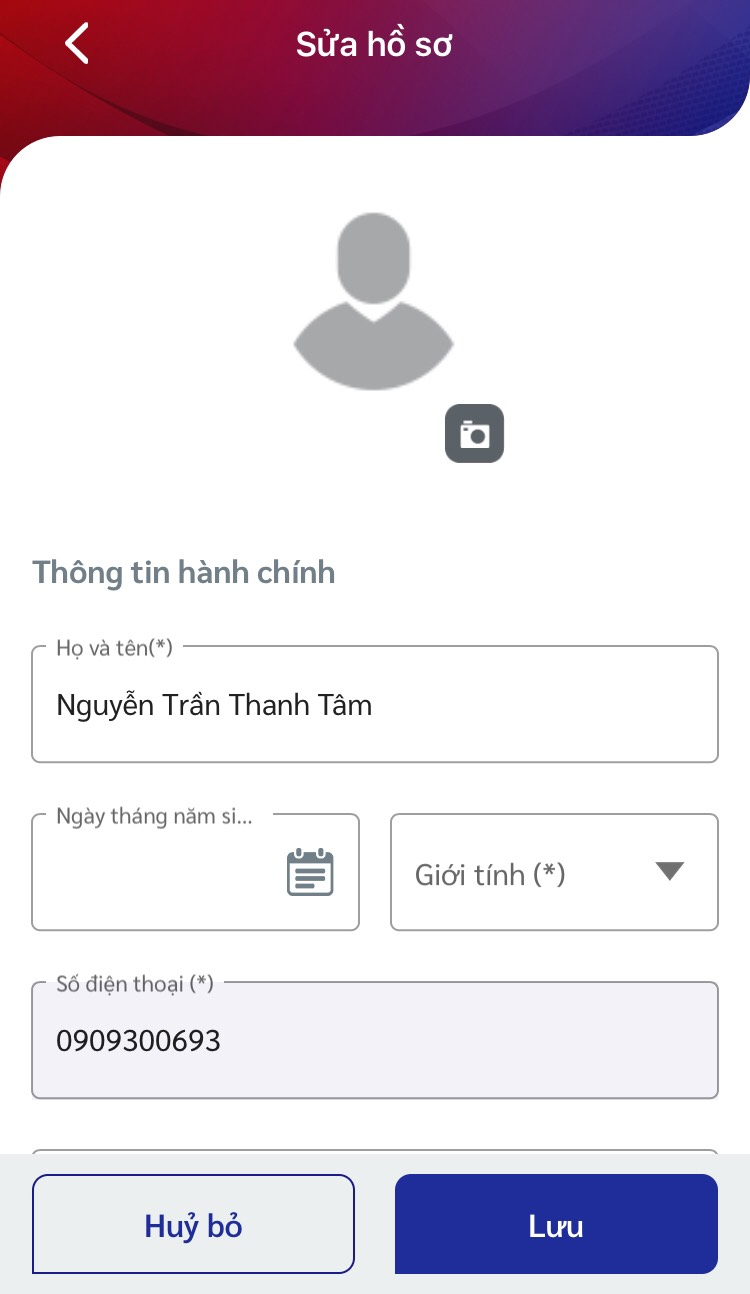 Sửa hồ sơ
Thông tin hành chính
Họ và tên(*)
Nguyễn Trần Thanh Tâm
Ngày tháng năm si...
Giới tính (*)
Số điện thoại (*)
0909300693
Huỷ bỏ
Lưu